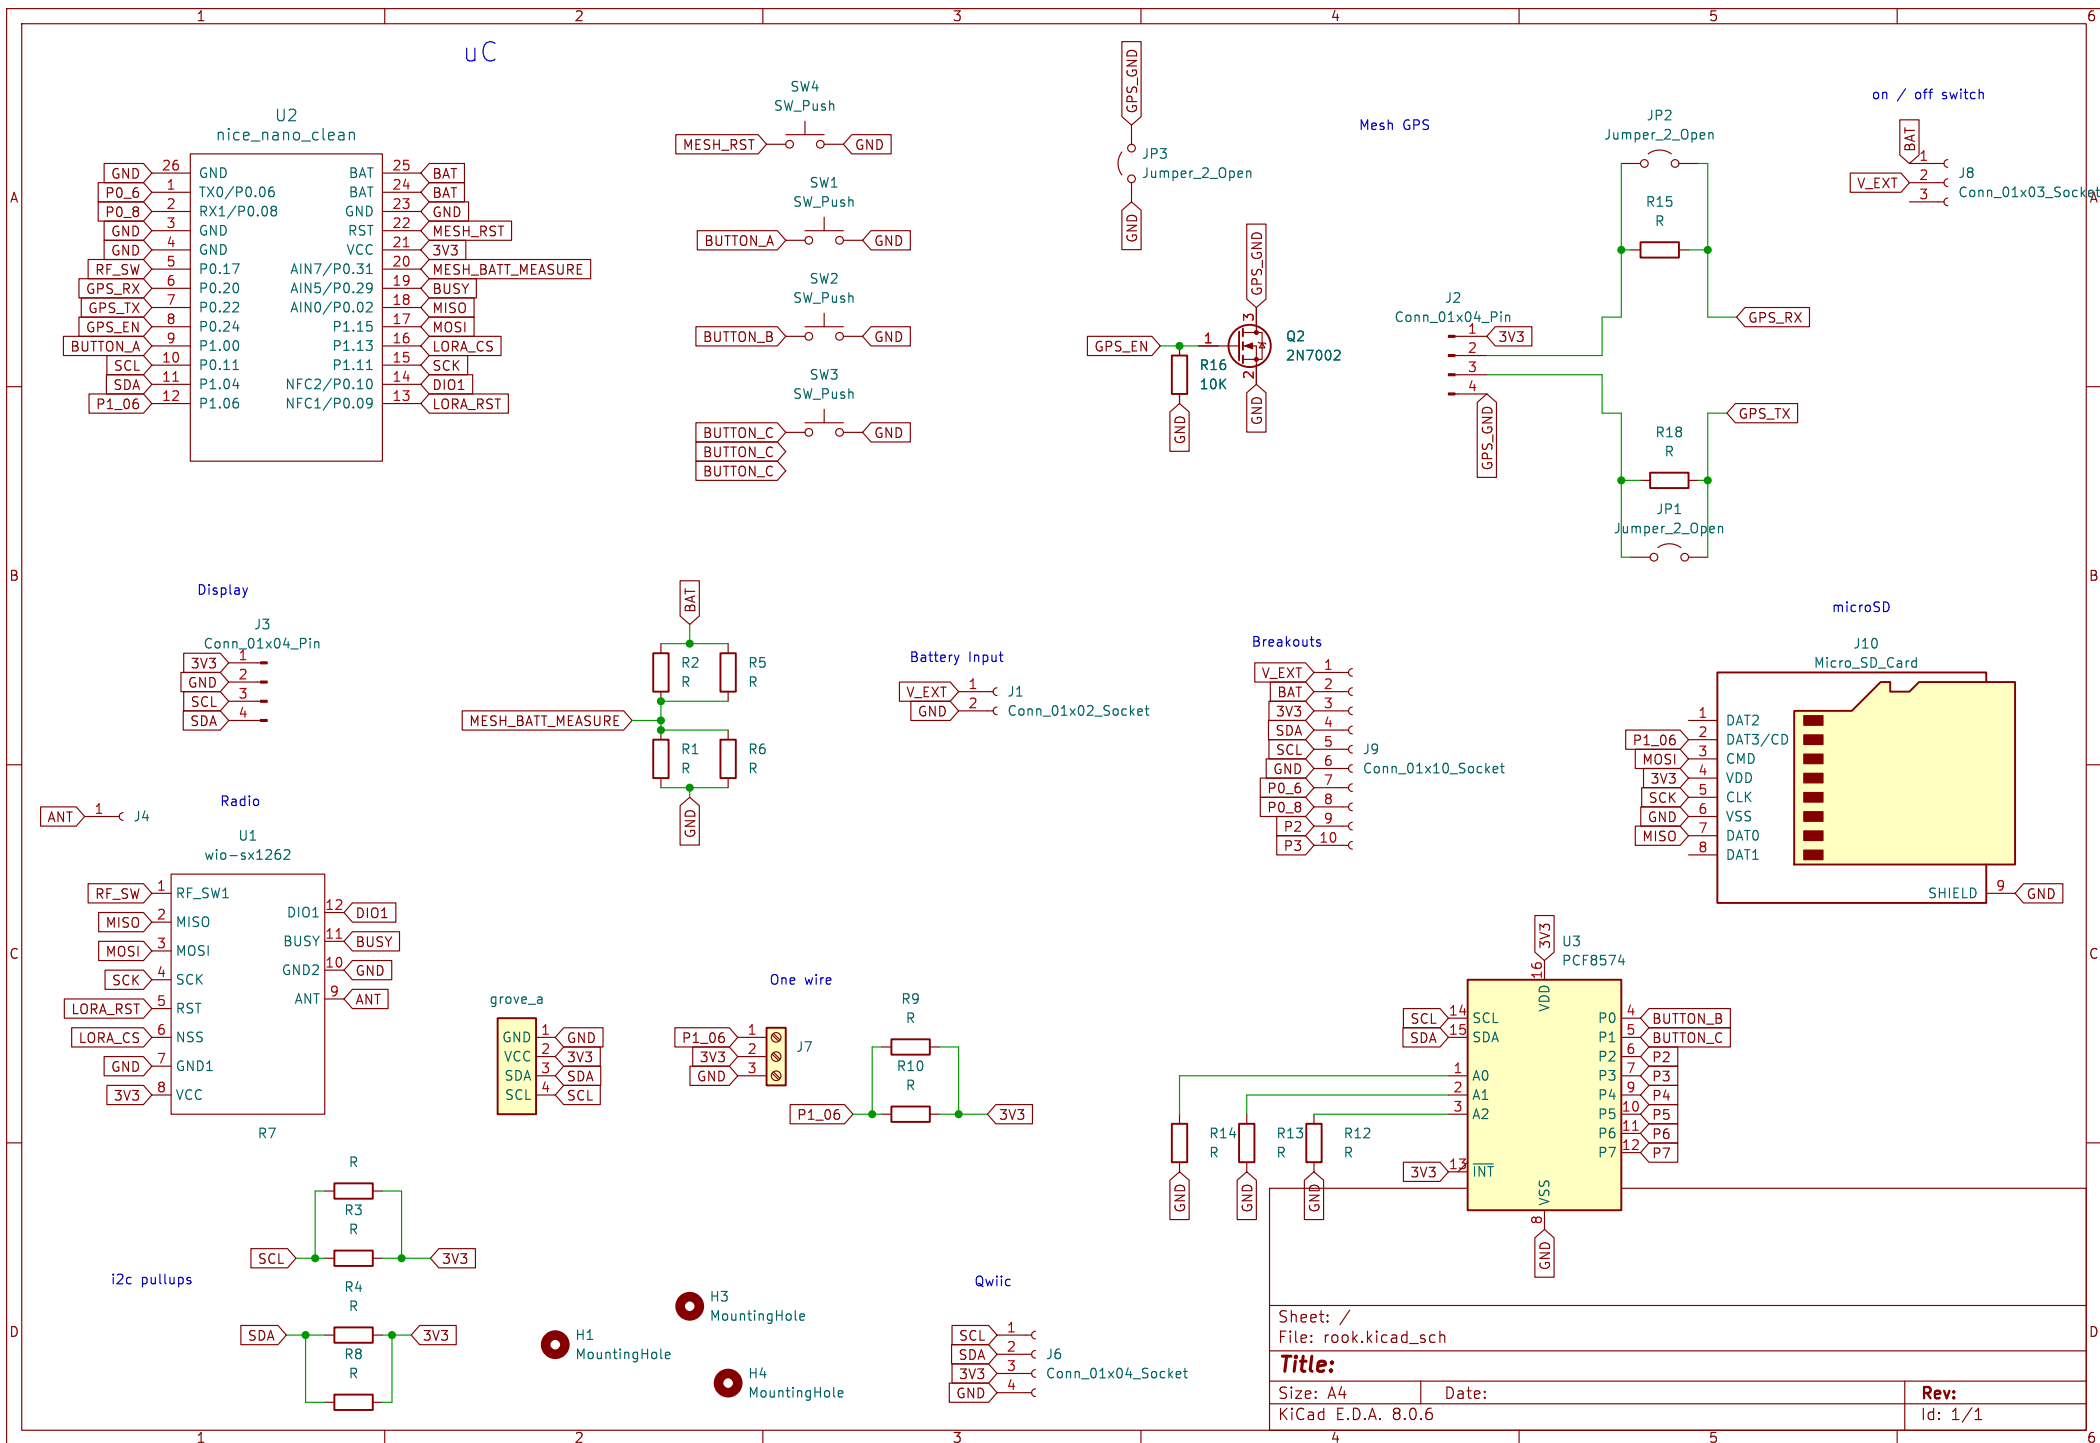 1 2 3 4 5 6
A
B
C
D
A
B
C
D
1 2 3 4 5 6
uC
U2
nice_nano_clean
GND 26 GND
P0_6 1 TX0/P0.06
P0_8 2 RX1/P0.08
GND 3 GND
GND 4 GND
RF_SW 5 P0.17
GPS_RX 6 P0.20
GPS_TX 7 P0.22
GPS_EN 8 P0.24
BUTTON_A 9 P1.00
SCL 10 P0.11
SDA 11 P1.04
P1_06 12 P1.06
BAT 25 BAT
BAT 24 BAT
GND 23 GND
RST 22 MESH_RST
VCC 21 3V3
AIN7/P0.31 20 MESH_BATT_MEASURE
AIN5/P0.29 19 BUSY
AIN0/P0.02 18 MISO
P1.15 17 MOSI
P1.13 16 LORA_CS
P1.11 15 SCK
NFC2/P0.10 14 DIO1
NFC1/P0.09 13 LORA_RST
SW4
SW_Push
MESH_RST GND
SW1
SW_Push
BUTTON_A GND
SW2
SW_Push
BUTTON_B GND
SW3
SW_Push
BUTTON_C GND
BUTTON_C
BUTTON_C
GPS_GND
JP3
Jumper_2_Open
GND
GPS_GND
GPS_EN 1 3 2
Q2
2N7002
R16
10K
GND
GND
Mesh GPS
J2
Conn_01x04_Pin
1 3V3
2
3
4
GPS_GND
JP2
Jumper_2_Open
R15
R
GPS_RX
GPS_TX
R18
R
JP1
Jumper_2_Open
on / off switch
BAT
1
V_EXT 2
3
J8
Conn_01x03_Socket
Display
J3
Conn_01x04_Pin
3V3 1
GND 2
SCL 3
SDA 4
BAT
R2
R
R5
R
MESH_BATT_MEASURE
R1
R
R6
R
GND
Battery Input
V_EXT 1 J1
GND 2 Conn_01x02_Socket
Breakouts
V_EXT 1
BAT 2
3V3 3
SDA 4
SCL 5 J9
GND 6 Conn_01x10_Socket
P0_6 7
P0_8 8
P2 9
P3 10
microSD
J10
Micro_SD_Card
1 DAT2
P1_06 2 DAT3/CD
MOSI 3 CMD
3V3 4 VDD
SCK 5 CLK
GND 6 VSS
MISO 7 DAT0
8 DAT1
SHIELD 9 GND
Radio
ANT 1 J4
U1
wio-sx1262
RF_SW 1 RF_SW1
MISO 2 MISO
MOSI 3 MOSI
SCK 4 SCK
LORA_RST 5 RST
LORA_CS 6 NSS
GND 7 GND1
3V3 8 VCC
DIO1 12 DIO1
BUSY 11 BUSY
GND2 10 GND
ANT 9 ANT
grove_a
GND 1 GND
VCC 2 3V3
SDA 3 SDA
SCL 4 SCL
One wire
P1_06 1 J7
3V3 2
GND 3
R9
R
R10
R
P1_06 3V3
3V3
U3
PCF8574
16 VDD
SCL 14 SCL
SDA 15 SDA
1 A0
2 A1
3 A2
3V3 13 INT
P0 4 BUTTON_B
P1 5 BUTTON_C
P2 6 P2
P3 7 P3
P4 9 P4
P5 10 P5
P6 11 P6
P7 12 P7
VSS 8
GND
R14
R
GND
R13
R
GND
R12
R
GND
R7
R
R3
R
SCL 3V3
i2c pullups
R4
R
SDA 3V3
R8
R
H3
MountingHole
H1
MountingHole
H4
MountingHole
Qwiic
SCL 1
SDA 2 J6
3V3 3 Conn_01x04_Socket
GND 4
Sheet: /
File: rook.kicad_sch
Title:
Size: A4 Date: Rev:
KiCad E.D.A. 8.0.6 Id: 1/1